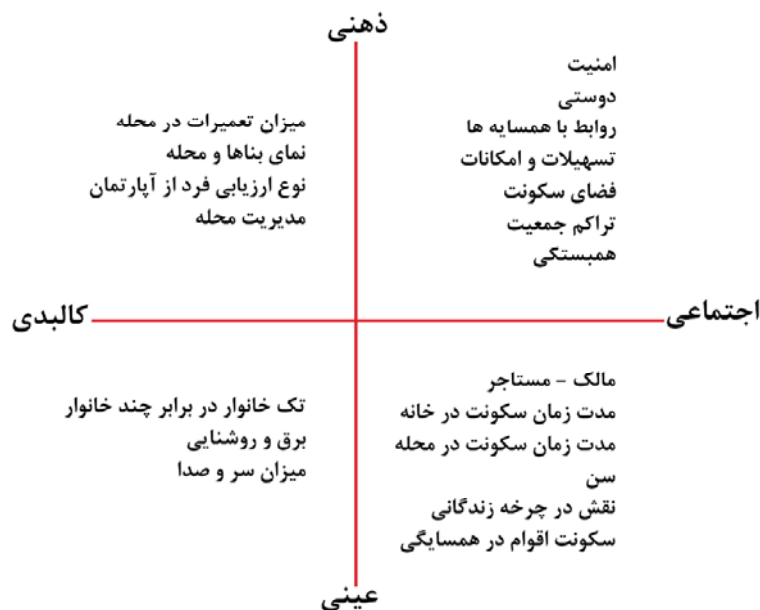 ذهنی
امنیت
دوستی
روابط با همسایه ها
تسهیلات و امکانات
فضای سکونت
تراکم جمعیت
همبستگی
میزان تعمیرات در محله
نمای بناها و محله
نوع ارزیابی فرد از آپارتمان
مدیریت محله
اجتماعی
کالبدی
مالک - مستاجر
مدت زمان سکونت در خانه
مدت زمان سکونت در محله
سن
نقش در چرخه زندگانی
سکونت اقوام در همسایگی
تک خانوار در برابر چند خانوار
برق و روشنایی
میزان سر و صدا
عینی